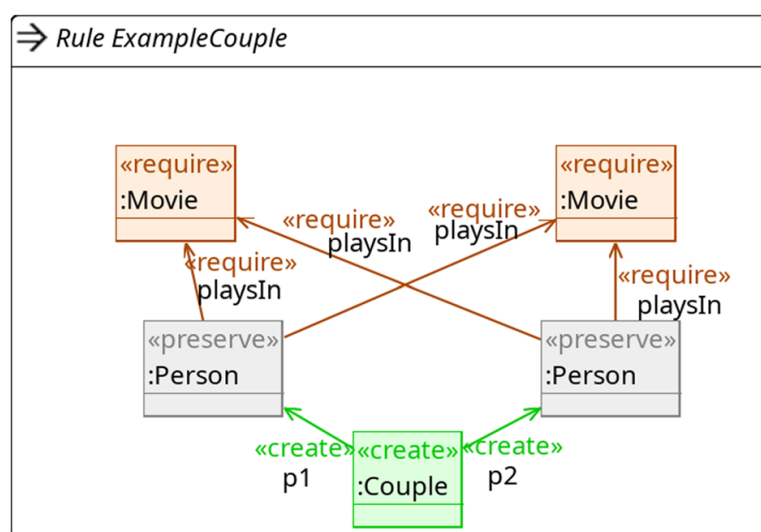 Rule ExampleCouple
«require»
:Movie
«require»
:Movie
«require»
playsIn
«require»
playsIn
«require»
playsIn
«require»
playsIn
«preserve»
:Person
«preserve»
:Person
«create»
p1
«create»
:Couple
«create»
p2